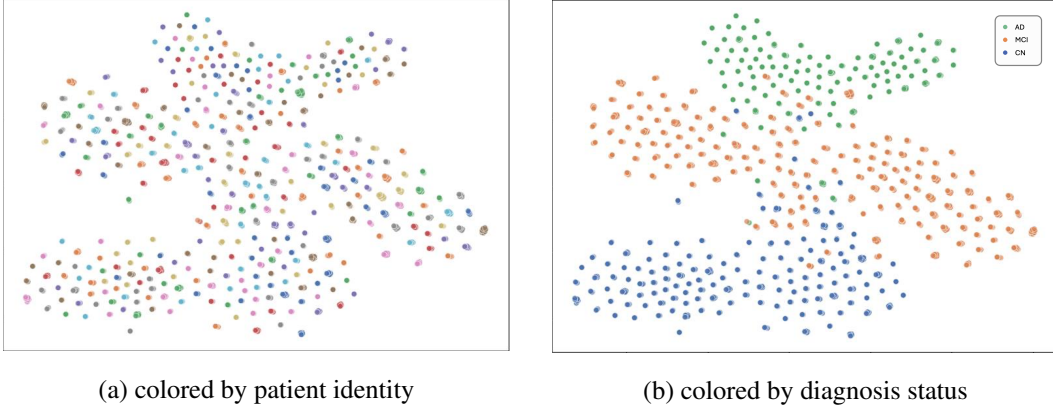 AD
MCI
CN
(a) colored by patient identity
(b) colored by diagnosis status